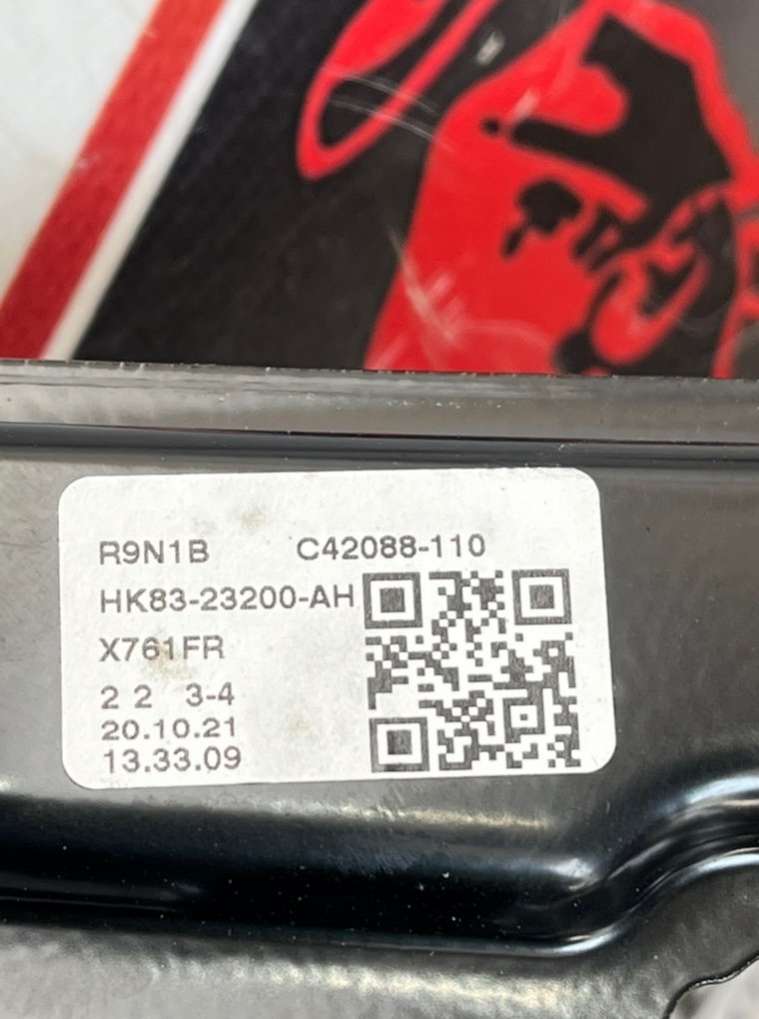 R9N1B C42088-110
HK83-23200-AH
X761FR
2 2 3-4
20.10.21
13.33.09